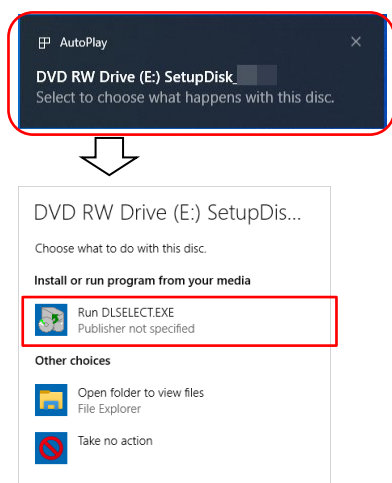 AutoPlay
DVD RW Drive (E:) SetupDisk_
Select to choose what happens with this disc.
DVD RW Drive (E:) SetupDis...
Choose what to do with this disc.
Install or run program from your media
Run DLSELECT.EXE
Publisher not specified
Other choices
Open folder to view files
File Explorer
Take no action